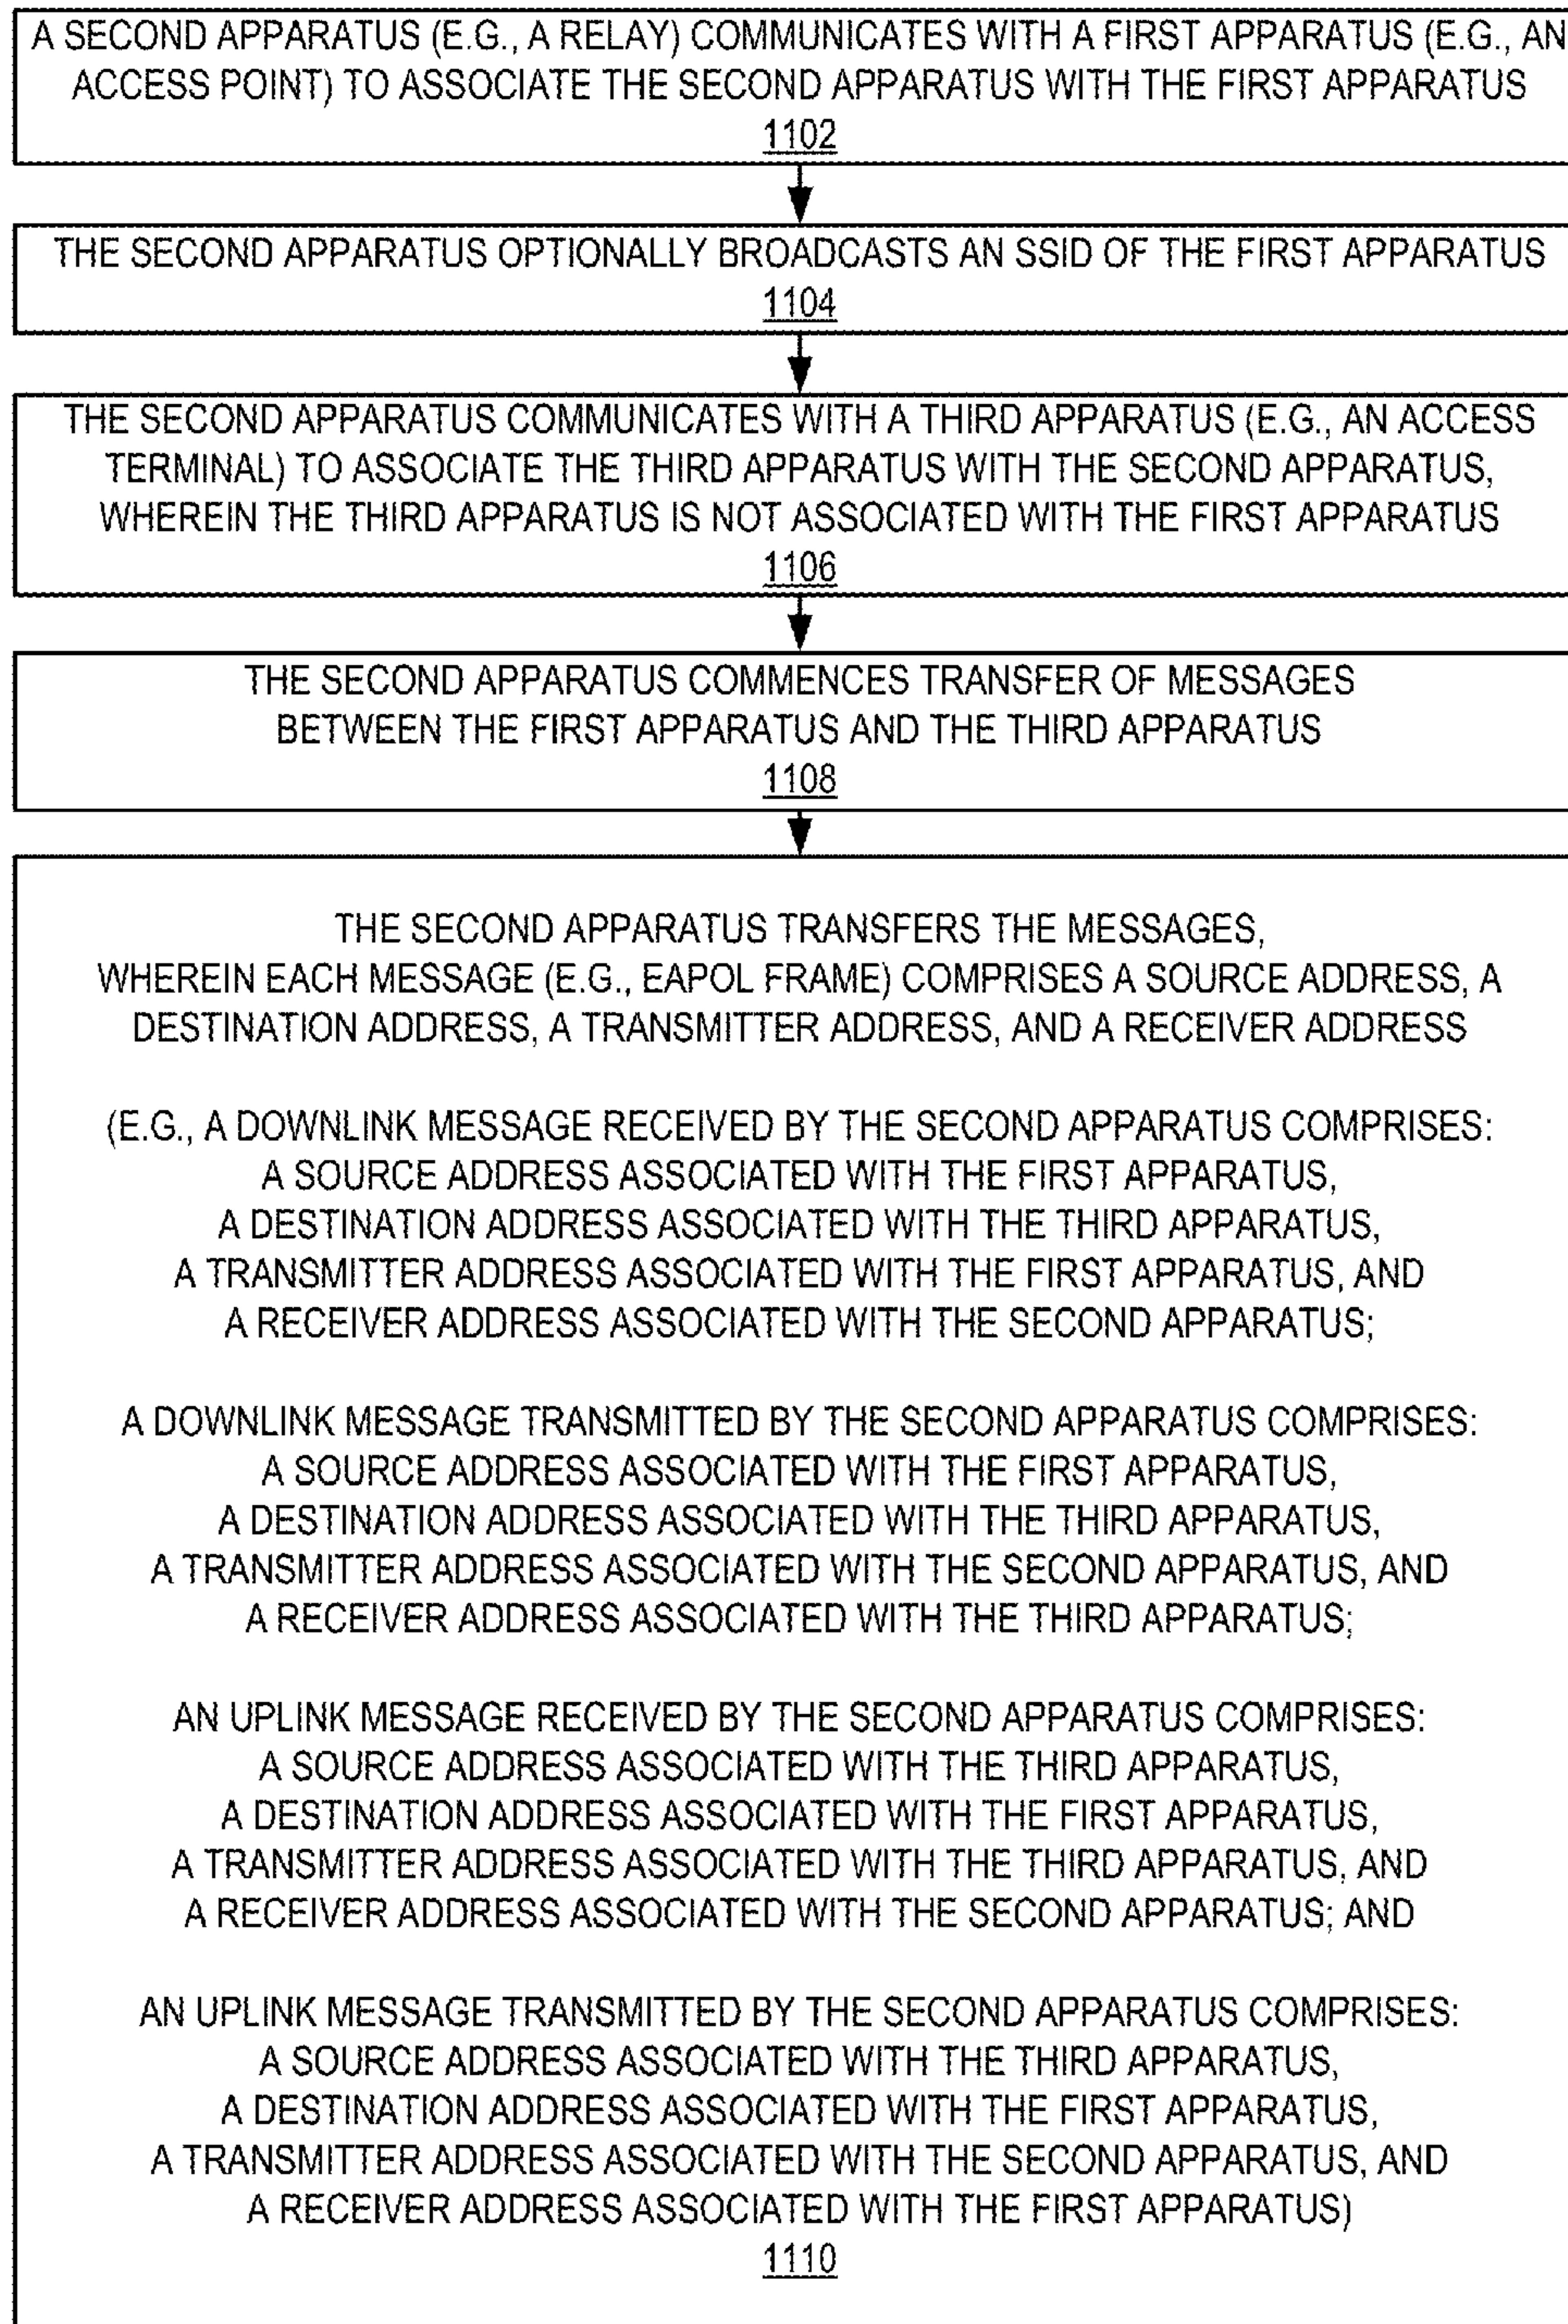 A SECOND APPARATUS (E.G., A RELAY) COMMUNICATES WITH A FIRST APPARATUS (E.G., AN
ACCESS POINT) TO ASSOCIATE THE SECOND APPARATUS WITH THE FIRST APPARATUS
1102
THE SECOND APPARATUS OPTIONALLY BROADCASTS AN SSID OF THE FIRST APPARATUS
1104
THE SECOND APPARATUS COMMUNICATES WITH A THIRD APPARATUS (E.G., AN ACCESS
TERMINAL) TO ASSOCIATE THE THIRD APPARATUS WITH THE SECOND APPARATUS,
WHEREIN THE THIRD APPARATUS IS NOT ASSOCIATED WITH THE FIRST APPARATUS
1106
THE SECOND APPARATUS COMMENCES TRANSFER OF MESSAGES
BETWEEN THE FIRST APPARATUS AND THE THIRD APPARATUS
1108
THE SECOND APPARATUS TRANSFERS THE MESSAGES,
WHEREIN EACH MESSAGE (E.G., EAPOL FRAME) COMPRISES A SOURCE ADDRESS, A
DESTINATION ADDRESS, A TRANSMITTER ADDRESS, AND A RECEIVER ADDRESS
(E.G., A DOWNLINK MESSAGE RECEIVED BY THE SECOND APPARATUS COMPRISES:
A SOURCE ADDRESS ASSOCIATED WITH THE FIRST APPARATUS,
A DESTINATION ADDRESS ASSOCIATED WITH THE THIRD APPARATUS,
A TRANSMITTER ADDRESS ASSOCIATED WITH THE FIRST APPARATUS, AND
A RECEIVER ADDRESS ASSOCIATED WITH THE SECOND APPARATUS;
A DOWNLINK MESSAGE TRANSMITTED BY THE SECOND APPARATUS COMPRISES:
A SOURCE ADDRESS ASSOCIATED WITH THE FIRST APPARATUS,
A DESTINATION ADDRESS ASSOCIATED WITH THE THIRD APPARATUS,
A TRANSMITTER ADDRESS ASSOCIATED WITH THE SECOND APPARATUS, AND
A RECEIVER ADDRESS ASSOCIATED WITH THE THIRD APPARATUS;
AN UPLINK MESSAGE RECEIVED BY THE SECOND APPARATUS COMPRISES:
A SOURCE ADDRESS ASSOCIATED WITH THE THIRD APPARATUS,
A DESTINATION ADDRESS ASSOCIATED WITH THE FIRST APPARATUS,
A TRANSMITTER ADDRESS ASSOCIATED WITH THE THIRD APPARATUS, AND
A RECEIVER ADDRESS ASSOCIATED WITH THE SECOND APPARATUS; AND
AN UPLINK MESSAGE TRANSMITTED BY THE SECOND APPARATUS COMPRISES:
A SOURCE ADDRESS ASSOCIATED WITH THE THIRD APPARATUS,
A DESTINATION ADDRESS ASSOCIATED WITH THE FIRST APPARATUS,
A TRANSMITTER ADDRESS ASSOCIATED WITH THE SECOND APPARATUS, AND
A RECEIVER ADDRESS ASSOCIATED WITH THE FIRST APPARATUS)
1110